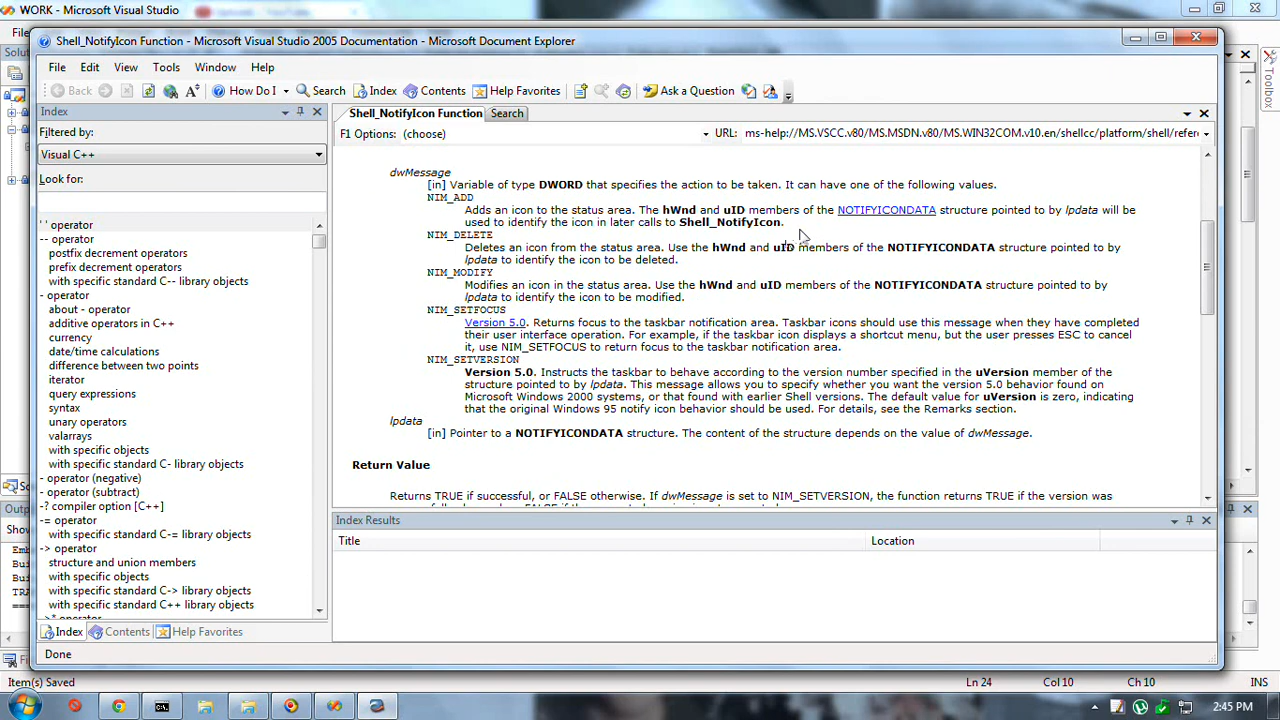 WORK - Microsoft Visual Studio
Shell_NotifyIcon Function - Microsoft Visual Studio 2005 Documentation - Microsoft Document Explorer
File Edit View Tools Window Help
Back How Do I Search Index Contents Help Favorites Ask a Question
Index
Shell_NotifyIcon Function Search
Filtered by:
F1 Options: (choose) URL: ms-help://MS.VSCC.v80/MS.MSDN.v80/MS.WIN32COM.v10.en/shellcc/platform/shell/refere
Visual C++
Look for:
' ' operator
-- operator
postfix decrement operators
prefix decrement operators
with specific standard C-- library objects
- operator
about - operator
additive operators in C++
currency
date/time calculations
difference between two points
iterator
query expressions
syntax
unary operators
valarrays
with specific objects
with specific standard C- library objects
- operator (negative)
- operator (subtract)
-? compiler option [C++]
-= operator
with specific standard C-= library objects
-> operator
structure and union members
with specific objects
with specific standard C-> library objects
with specific standard C++ library objects
>* operator
Index Contents Help Favorites
dwMessage
[in] Variable of type DWORD that specifies the action to be taken. It can have one of the following values.
NIM_ADD
Adds an icon to the status area. The hWnd and uID members of the NOTIFYICONDATA structure pointed to by lpdata will be
used to identify the icon in later calls to Shell_NotifyIcon.
NIM_DELETE
Deletes an icon from the status area. Use the hWnd and uID members of the NOTIFYICONDATA structure pointed to by
lpdata to identify the icon to be deleted.
NIM_MODIFY
Modifies an icon in the status area. Use the hWnd and uID members of the NOTIFYICONDATA structure pointed to by
lpdata to identify the icon to be modified.
NIM_SETFOCUS
Version 5.0. Returns focus to the taskbar notification area. Taskbar icons should use this message when they have completed
their user interface operation. For example, if the taskbar icon displays a shortcut menu, but the user presses ESC to cancel
it, use NIM_SETFOCUS to return focus to the taskbar notification area.
NIM_SETVERSION
Version 5.0. Instructs the taskbar to behave according to the version number specified in the uVersion member of the
structure pointed to by lpdata. This message allows you to specify whether you want the version 5.0 behavior found on
Microsoft Windows 2000 systems, or that found with earlier Shell versions. The default value for uVersion is zero, indicating
that the original Windows 95 notify icon behavior should be used. For details, see the Remarks section.
lpdata
[in] Pointer to a NOTIFYICONDATA structure. The content of the structure depends on the value of dwMessage.
Return Value
Returns TRUE if successful, or FALSE otherwise. If dwMessage is set to NIM_SETVERSION, the function returns TRUE if the version was
Index Results
Title Location
Done
Toolbox
Item(s) Saved Ln 24 Col 10 Ch 10 INS
2:45 PM